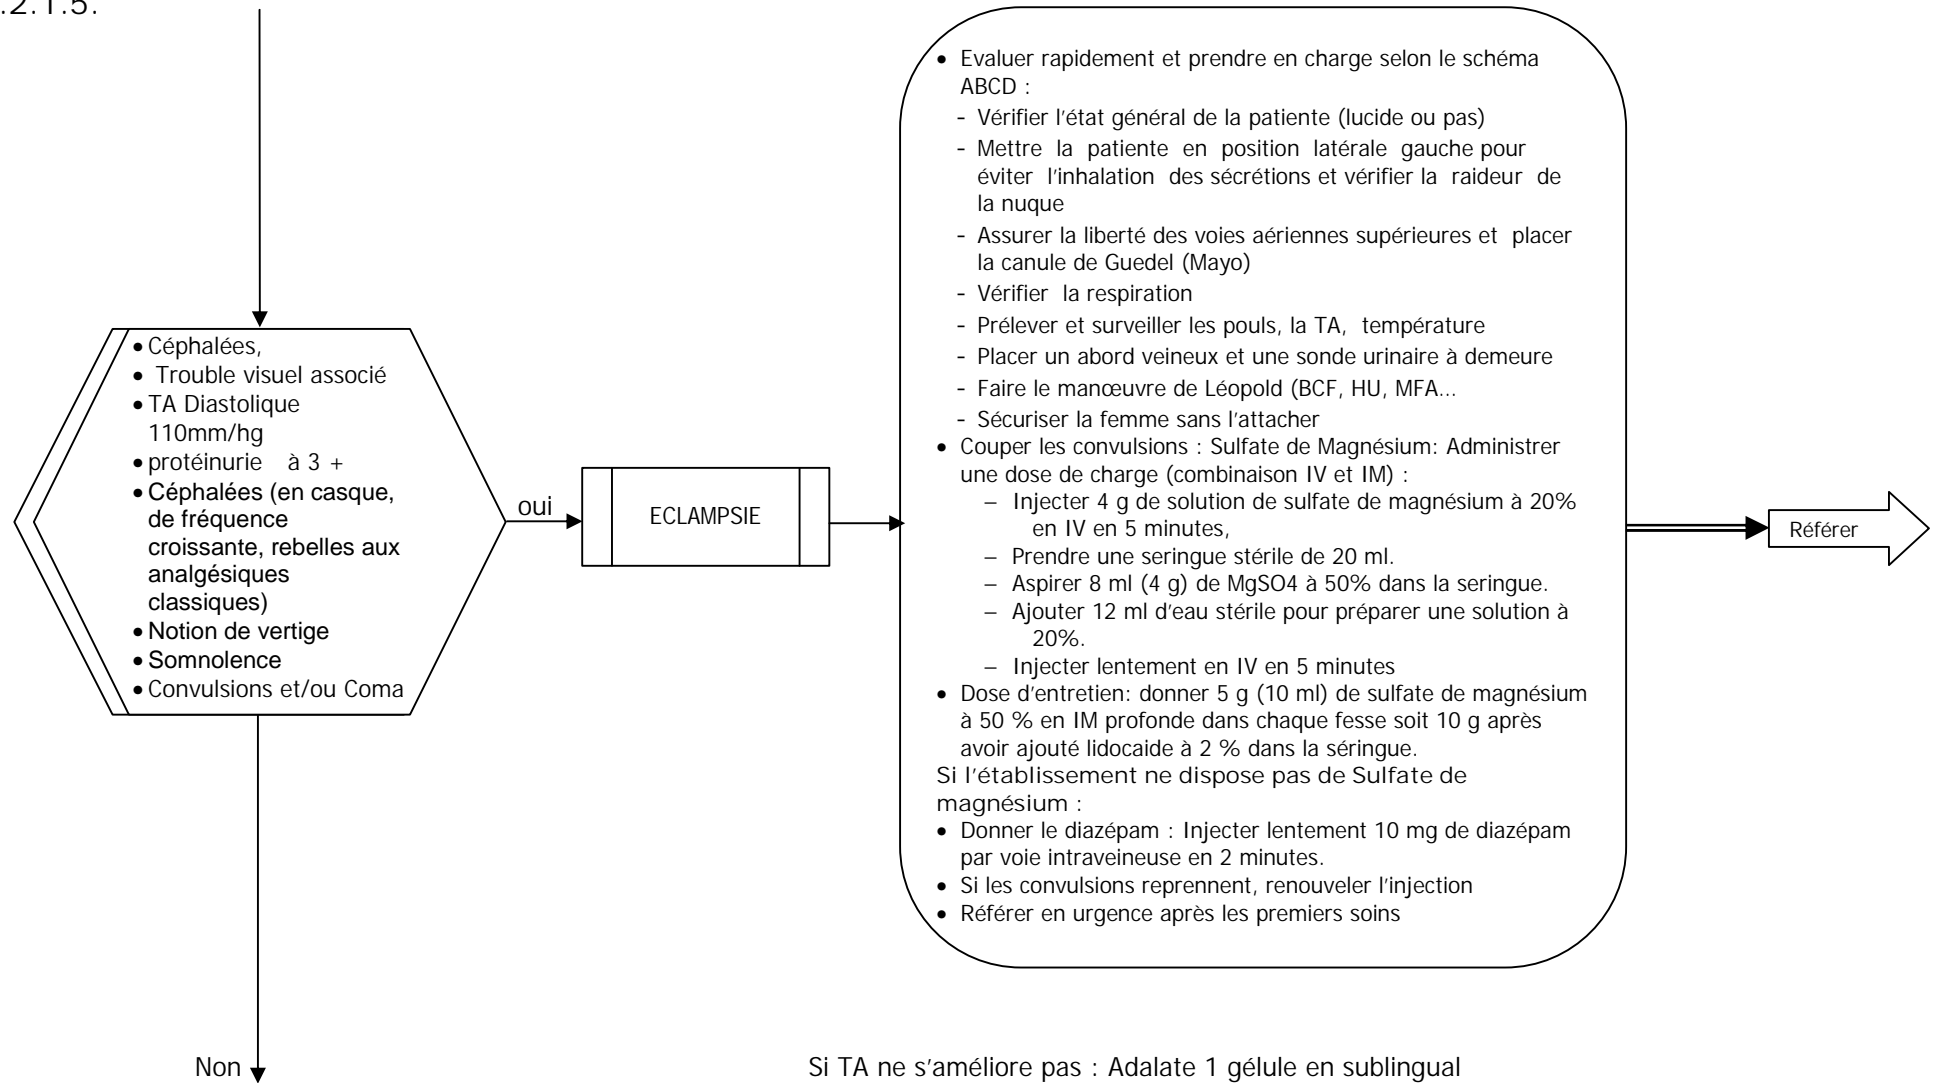 .2.1.5.
• Céphalées,
• Trouble visuel associé
• TA Diastolique
110mm/hg
• protéinurie à 3 +
• Céphalées (en casque,
de fréquence
croissante, rebelles aux
analgésiques
classiques)
• Notion de vertige
• Somnolence
• Convulsions et/ou Coma
oui
ECLAMPSIE
• Evaluer rapidement et prendre en charge selon le schéma
ABCD :
- Vérifier l'état général de la patiente (lucide ou pas)
- Mettre la patiente en position latérale gauche pour
éviter l'inhalation des sécrétions et vérifier la raideur de
la nuque
- Assurer la liberté des voies aériennes supérieures et placer
la canule de Guedel (Mayo)
- Vérifier la respiration
- Prélever et surveiller les pouls, la TA, température
- Placer un abord veineux et une sonde urinaire à demeure
- Faire le manœuvre de Léopold (BCF, HU, MFA...
- Sécuriser la femme sans l'attacher
• Couper les convulsions : Sulfate de Magnésium: Administrer
une dose de charge (combinaison IV et IM) :
– Injecter 4 g de solution de sulfate de magnésium à 20%
en IV en 5 minutes,
– Prendre une seringue stérile de 20 ml.
– Aspirer 8 ml (4 g) de MgSO4 à 50% dans la seringue.
– Ajouter 12 ml d'eau stérile pour préparer une solution à
20%.
– Injecter lentement en IV en 5 minutes
• Dose d'entretien: donner 5 g (10 ml) de sulfate de magnésium
à 50 % en IM profonde dans chaque fesse soit 10 g après
avoir ajouté lidocaide à 2 % dans la séringue.
Si l'établissement ne dispose pas de Sulfate de
magnésium :
• Donner le diazépam : Injecter lentement 10 mg de diazépam
par voie intraveineuse en 2 minutes.
• Si les convulsions reprennent, renouveler l'injection
• Référer en urgence après les premiers soins
Référer
Non
Si TA ne s'améliore pas : Adalate 1 gélule en sublingual